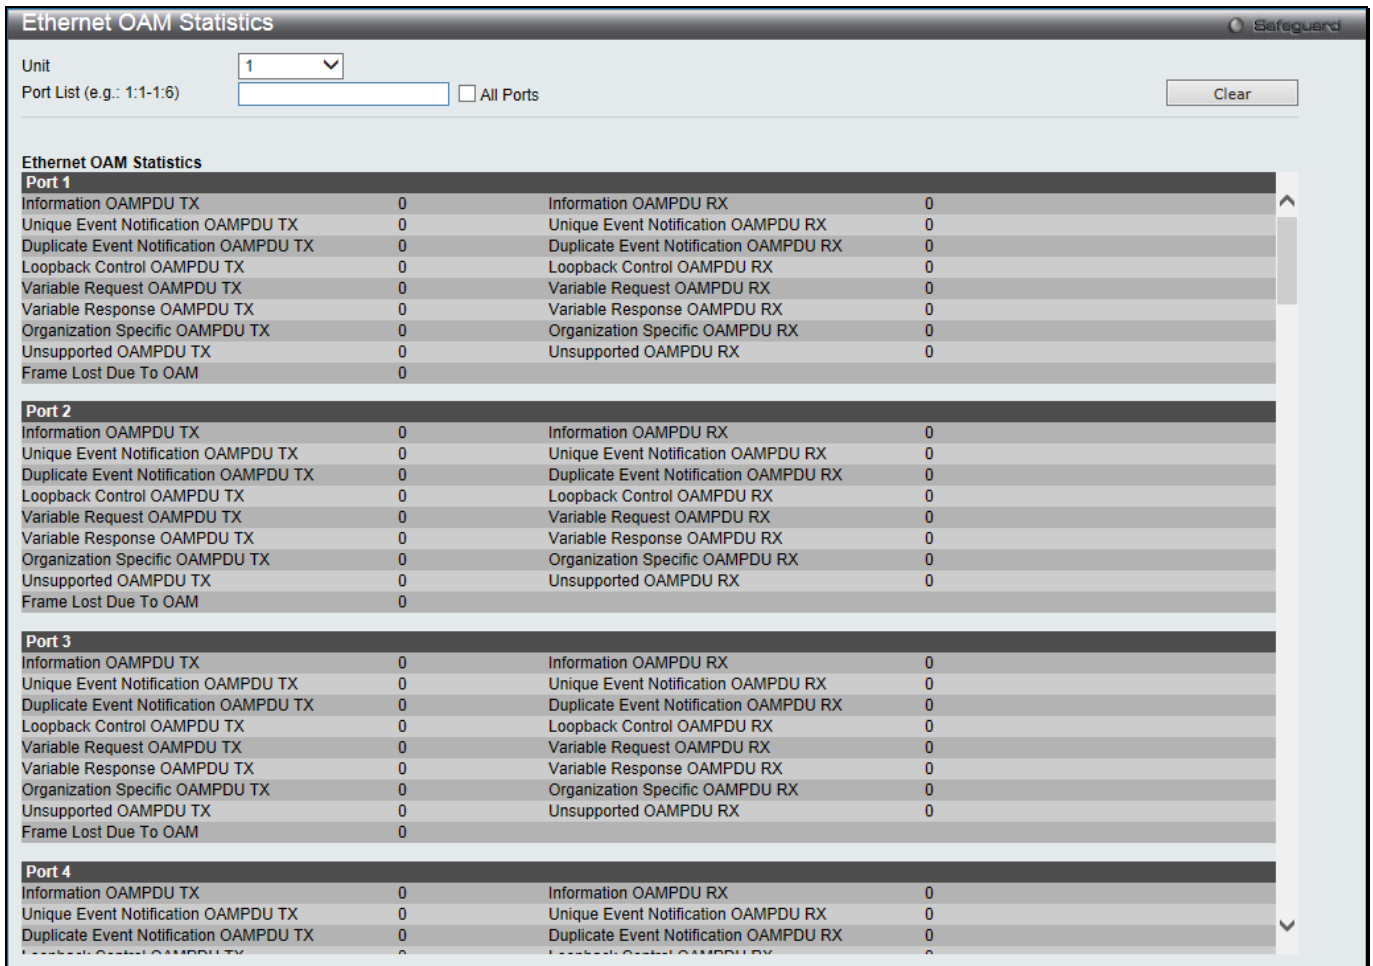 Ethernet OAM Statistics
Safeguard
Unit 1
Port List (e.g.: 1:1-1:6) All Ports Clear
Ethernet OAM Statistics
Port 1
Information OAMPDU TX 0 Information OAMPDU RX 0
Unique Event Notification OAMPDU TX 0 Unique Event Notification OAMPDU RX 0
Duplicate Event Notification OAMPDU TX 0 Duplicate Event Notification OAMPDU RX 0
Loopback Control OAMPDU TX 0 Loopback Control OAMPDU RX 0
Variable Request OAMPDU TX 0 Variable Request OAMPDU RX 0
Variable Response OAMPDU TX 0 Variable Response OAMPDU RX 0
Organization Specific OAMPDU TX 0 Organization Specific OAMPDU RX 0
Unsupported OAMPDU TX 0 Unsupported OAMPDU RX 0
Frame Lost Due To OAM 0
Port 2
Information OAMPDU TX 0 Information OAMPDU RX 0
Unique Event Notification OAMPDU TX 0 Unique Event Notification OAMPDU RX 0
Duplicate Event Notification OAMPDU TX 0 Duplicate Event Notification OAMPDU RX 0
Loopback Control OAMPDU TX 0 Loopback Control OAMPDU RX 0
Variable Request OAMPDU TX 0 Variable Request OAMPDU RX 0
Variable Response OAMPDU TX 0 Variable Response OAMPDU RX 0
Organization Specific OAMPDU TX 0 Organization Specific OAMPDU RX 0
Unsupported OAMPDU TX 0 Unsupported OAMPDU RX 0
Frame Lost Due To OAM 0
Port 3
Information OAMPDU TX 0 Information OAMPDU RX 0
Unique Event Notification OAMPDU TX 0 Unique Event Notification OAMPDU RX 0
Duplicate Event Notification OAMPDU TX 0 Duplicate Event Notification OAMPDU RX 0
Loopback Control OAMPDU TX 0 Loopback Control OAMPDU RX 0
Variable Request OAMPDU TX 0 Variable Request OAMPDU RX 0
Variable Response OAMPDU TX 0 Variable Response OAMPDU RX 0
Organization Specific OAMPDU TX 0 Organization Specific OAMPDU RX 0
Unsupported OAMPDU TX 0 Unsupported OAMPDU RX 0
Frame Lost Due To OAM 0
Port 4
Information OAMPDU TX 0 Information OAMPDU RX 0
Unique Event Notification OAMPDU TX 0 Unique Event Notification OAMPDU RX 0
Duplicate Event Notification OAMPDU TX 0 Duplicate Event Notification OAMPDU RX 0